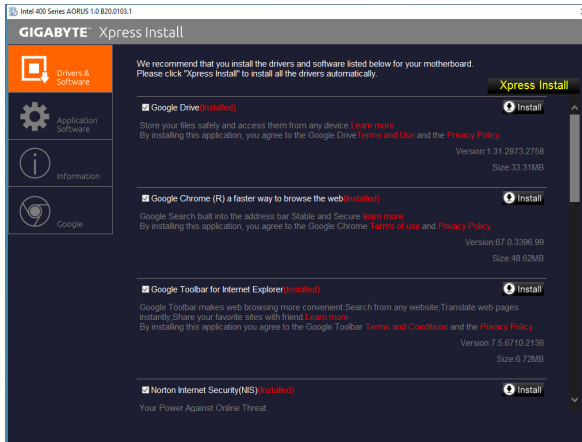 Intel 400 Series AORUS 1.0 B20.0103.1
GIGABYTE™ Xpress Install
Drivers &
Software
Application
Software
Information
Google
We recommend that you install the drivers and software listed below for your motherboard.
Please click "Xpress Install" to install all the drivers automatically.
Xpress Install
Google Drive(Installed) Install
Store your files safely and access them from any device.Learn more
By installing this application, you agree to the Google DriveTerms and Use and the Privacy Policy.
Version:1.31.2873.2758
Size:33.31MB
Google Chrome (R) a faster way to browse the web(Installed) Install
Google Search built into the address bar Stable and Secure learn more
By installing this application, you agree to the Google Chrome Terms of use and Privacy Policy.
Version:67.0.3396.99
Size:48.62MB
Google Toolbar for Internet Explorer(Installed) Install
Google Toolbar makes web browsing more convenient:Search from any website;Translate web pages
instantly;Share your favorite sites with friend.Learn more
By installing this application you agree to the Google Toolbar Terms and Conditions and the Privacy Policy.
Version:7.5.6710.2136
Size:6.72MB
Norton Internet Security(NIS)(Installed) Install
Your Power Against Online Threat.